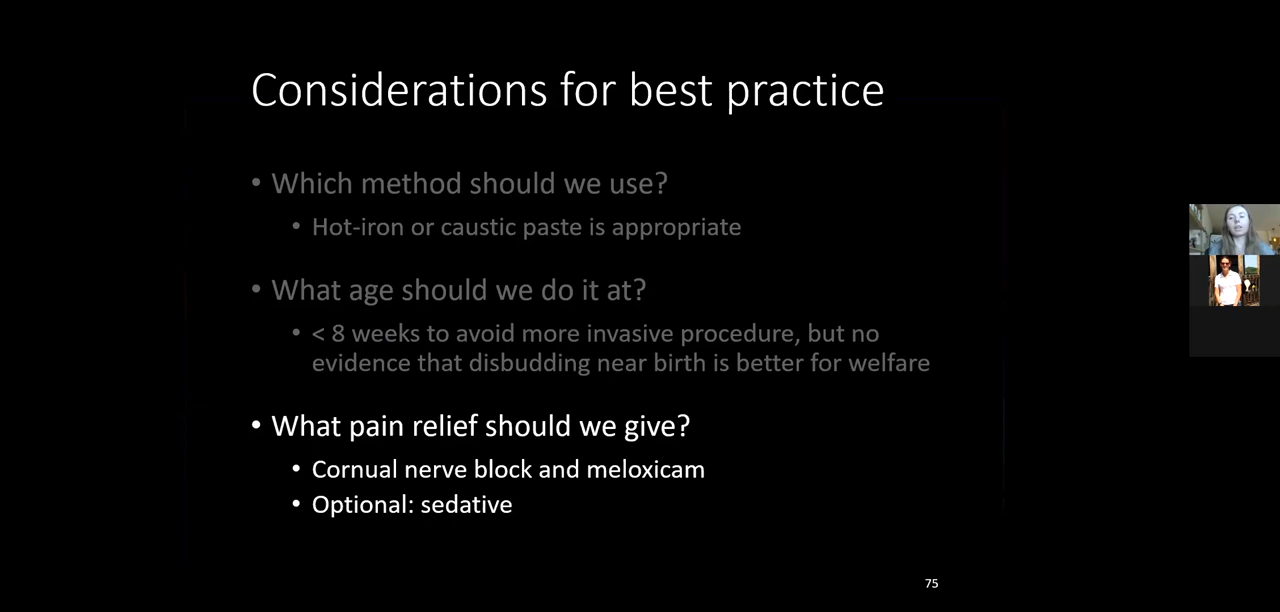 Considerations for best practice
• Which method should we use?
• Hot-iron or caustic paste is appropriate
• What age should we do it at?
• < 8 weeks to avoid more invasive procedure, but no
evidence that disbudding near birth is better for welfare
• What pain relief should we give?
• Cornual nerve block and meloxicam
• Optional: sedative
75